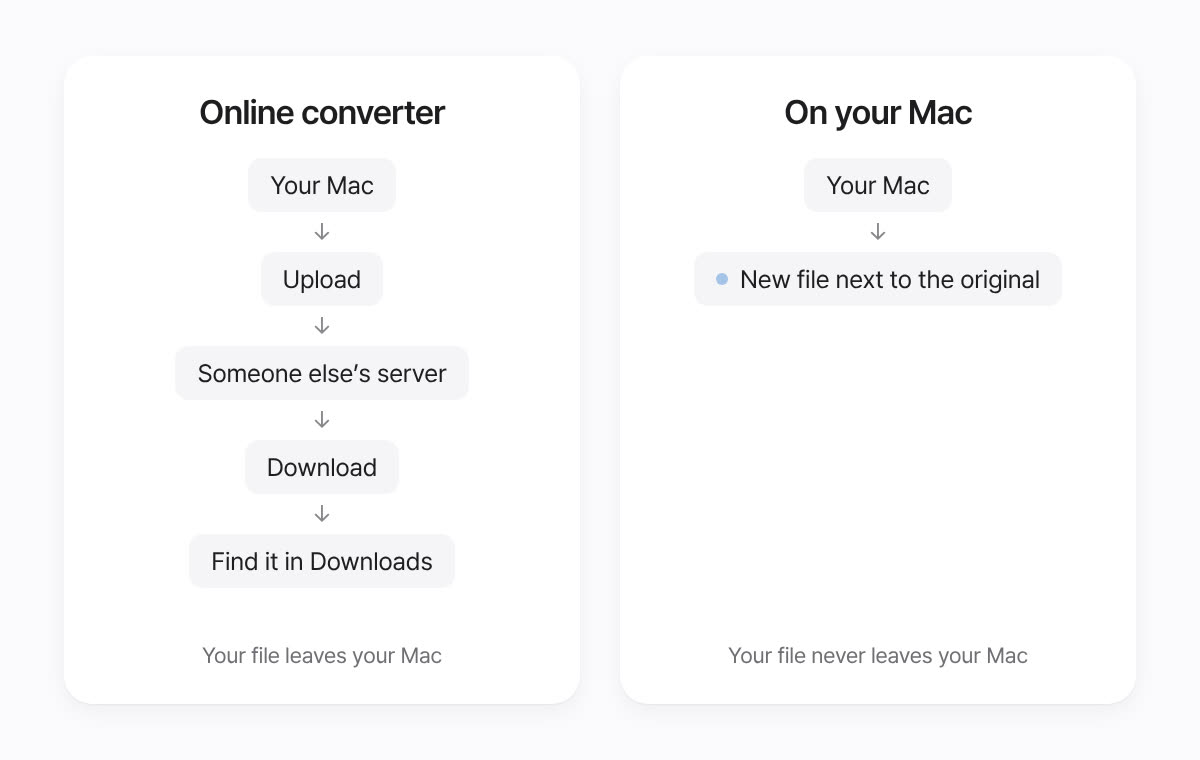 Online converter
Your Mac
↓
Upload
↓
Someone else’s server
↓
Download
↓
Find it in Downloads
Your file leaves your Mac
On your Mac
Your Mac
↓
New file next to the original
Your file never leaves your Mac